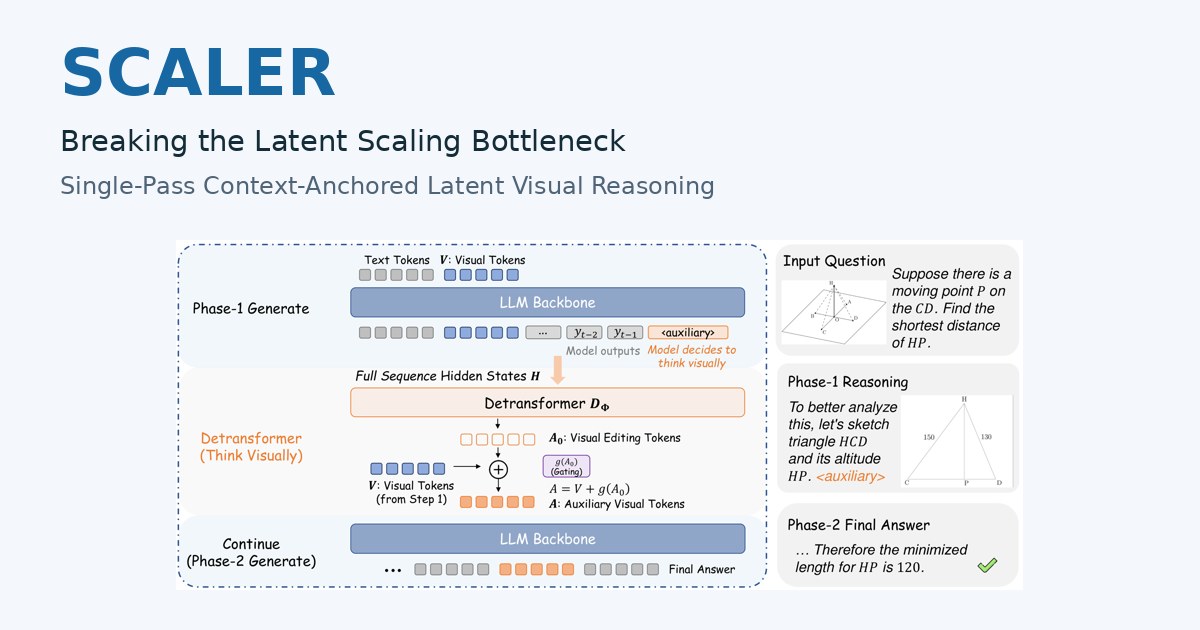 SCALER
Breaking the Latent Scaling Bottleneck
Single-Pass Context-Anchored Latent Visual Reasoning
Text Tokens V: Visual Tokens
Phase-1 Generate
LLM Backbone
... y_{t-2} y_{t-1} <auxiliary>
Model outputs
Model decides to
think visually
Full Sequence Hidden States H
Detransformer D_Φ
Detransformer
(Think Visually)
A_0: Visual Editing Tokens
g(A_0)
(Gating)
V: Visual Tokens
(from Step 1)
A = V + g(A_0)
A: Auxiliary Visual Tokens
Continue
(Phase-2 Generate)
LLM Backbone
... Final Answer
Input Question
Suppose there is a
moving point P on
the CD. Find the
shortest distance
of HP.
Phase-1 Reasoning
To better analyze
this, let's sketch
triangle HCD
and its altitude
HP. <auxiliary>
H
150 130
C P D
Phase-2 Final Answer
... Therefore the minimized
length for HP is 120.